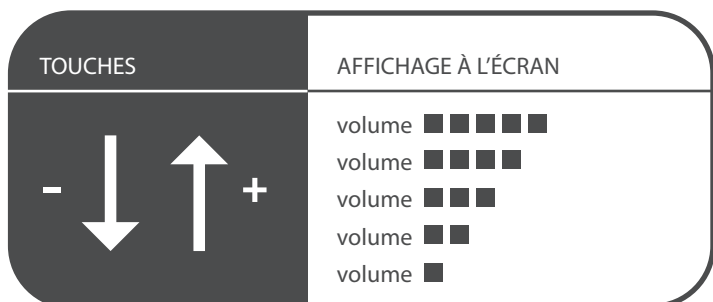 TOUCHES
AFFICHAGE À L’ÉCRAN
- +
volume ■ ■ ■ ■ ■
volume ■ ■ ■ ■
volume ■ ■ ■
volume ■ ■
volume ■